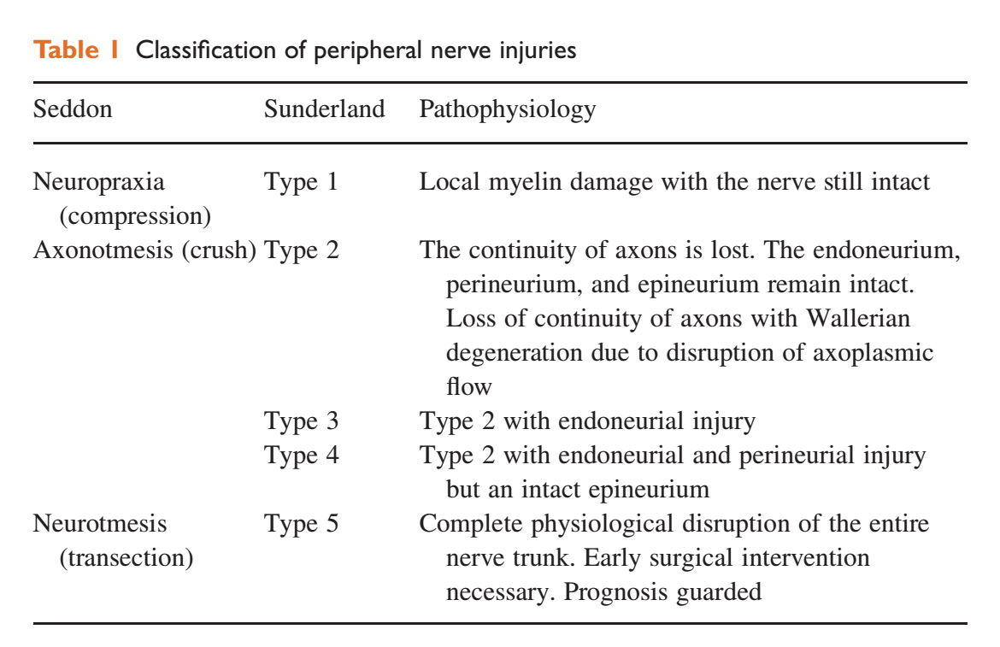 Table 1 Classification of peripheral nerve injuries
Seddon Sunderland Pathophysiology
Neuropraxia Type 1 Local myelin damage with the nerve still intact
(compression)
Axonotmesis (crush) Type 2 The continuity of axons is lost. The endoneurium,
perineurium, and epineurium remain intact.
Loss of continuity of axons with Wallerian
degeneration due to disruption of axoplasmic
flow
Type 3 Type 2 with endoneurial injury
Type 4 Type 2 with endoneurial and perineurial injury
but an intact epineurium
Neurotmesis Type 5 Complete physiological disruption of the entire
(transection) nerve trunk. Early surgical intervention
necessary. Prognosis guarded